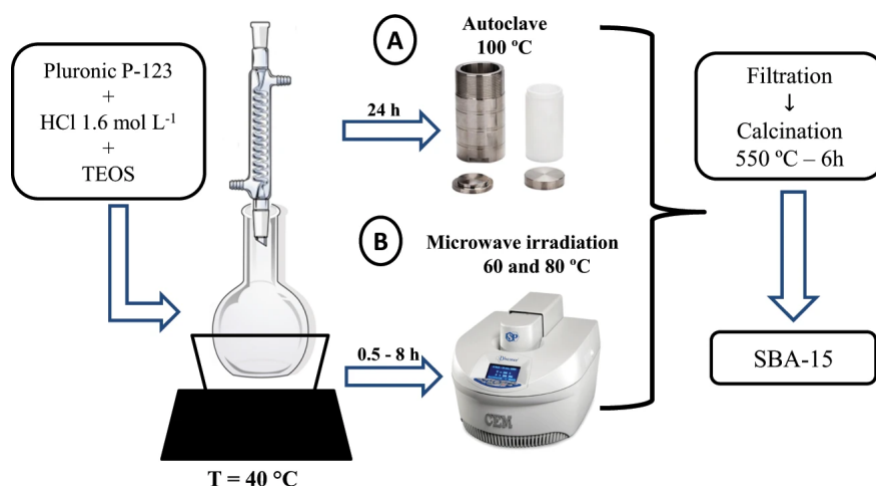 Pluronic P-123
+
HCl 1.6 mol L⁻¹
+
TEOS
T = 40 °C
A
Autoclave
100 ºC
24 h
B
Microwave irradiation
60 and 80 ºC
0.5 - 8 h
CEM
Filtration
↓
Calcination
550 ºC – 6h
SBA-15